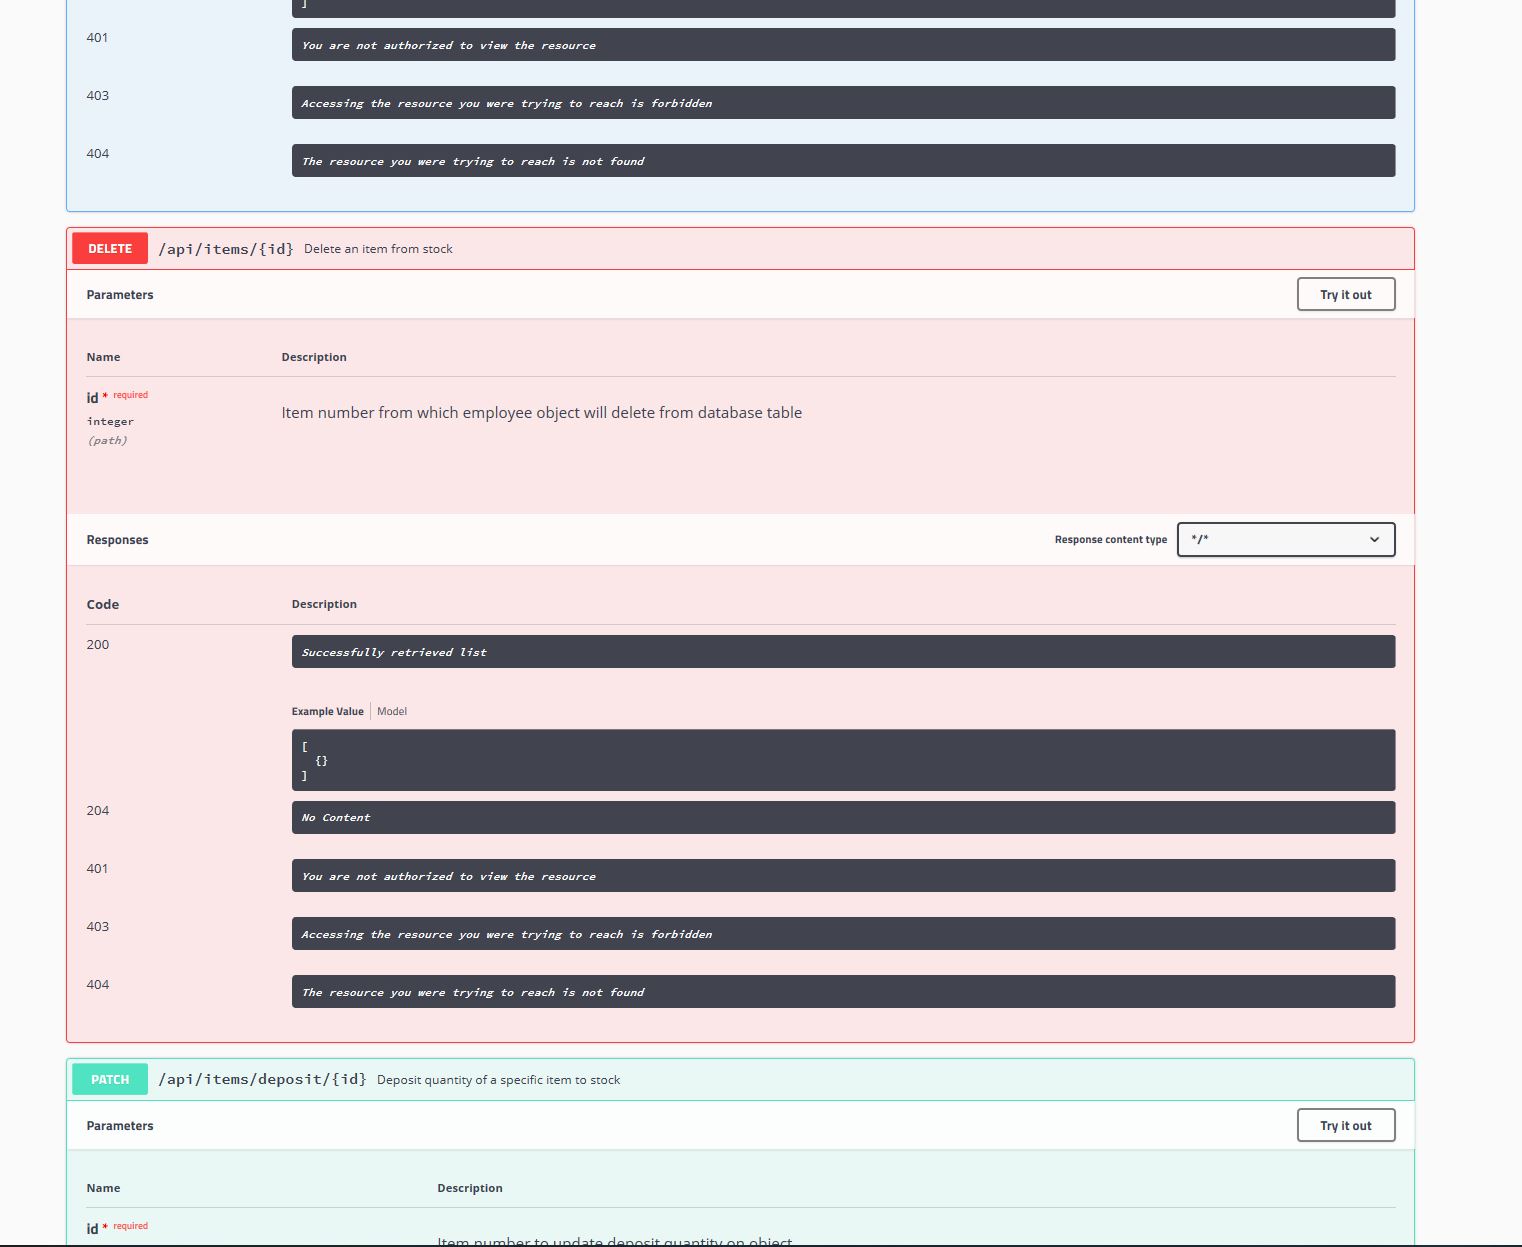 ]
401
You are not authorized to view the resource
403
Accessing the resource you were trying to reach is forbidden
404
The resource you were trying to reach is not found
DELETE /api/items/{id} Delete an item from stock
Parameters Try it out
Name Description
id * required
integer
(path)
Item number from which employee object will delete from database table
Responses Response content type */*
Code Description
200
Successfully retrieved list
Example Value Model
[
{}
]
204
No Content
401
You are not authorized to view the resource
403
Accessing the resource you were trying to reach is forbidden
404
The resource you were trying to reach is not found
PATCH /api/items/deposit/{id} Deposit quantity of a specific item to stock
Parameters Try it out
Name Description
id * required
Item number to update deposit quantity on object